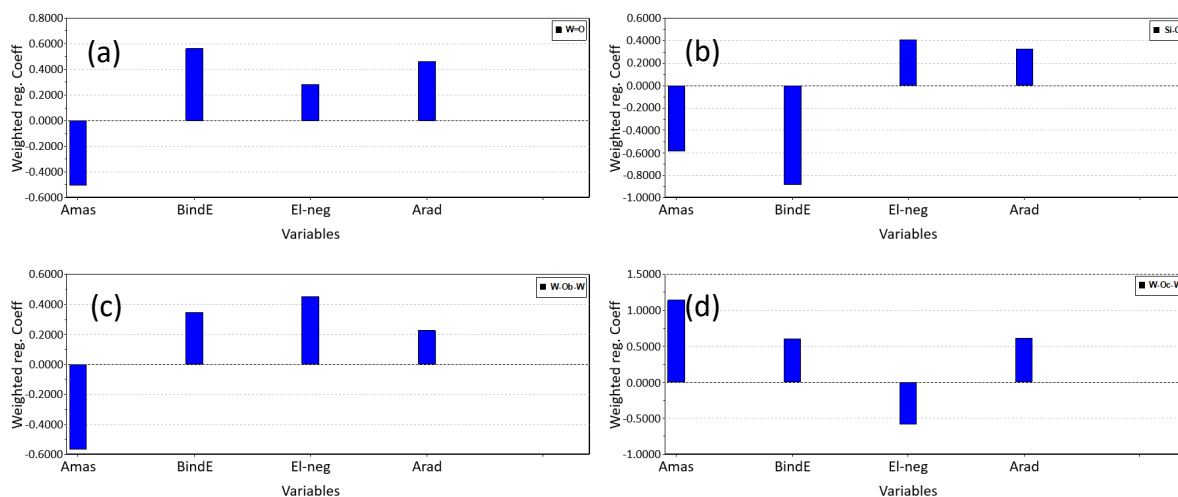 0.8000
0.6000
0.4000
0.2000
0.0000
-0.2000
-0.4000
-0.6000
Weighted reg. Coeff
(a)
W=O
Amas BindE El-neg Arad
Variables
0.6000
0.4000
0.2000
0.0000
-0.2000
-0.4000
-0.6000
-0.8000
-1.0000
Weighted reg. Coeff
(b)
Si-O
Amas BindE El-neg Arad
Variables
0.6000
0.4000
0.2000
0.0000
-0.2000
-0.4000
-0.6000
Weighted reg. Coeff
(c)
W-Ob-W
Amas BindE El-neg Arad
Variables
1.5000
1.0000
0.5000
0.0000
-0.5000
-1.0000
Weighted reg. Coeff
(d)
W-Oc-W
Amas BindE El-neg Arad
Variables